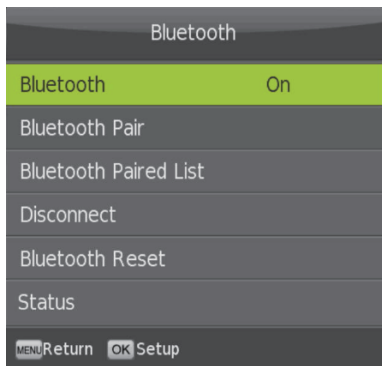 Bluetooth
Bluetooth On
Bluetooth Pair
Bluetooth Paired List
Disconnect
Bluetooth Reset
Status
MENU Return OK Setup